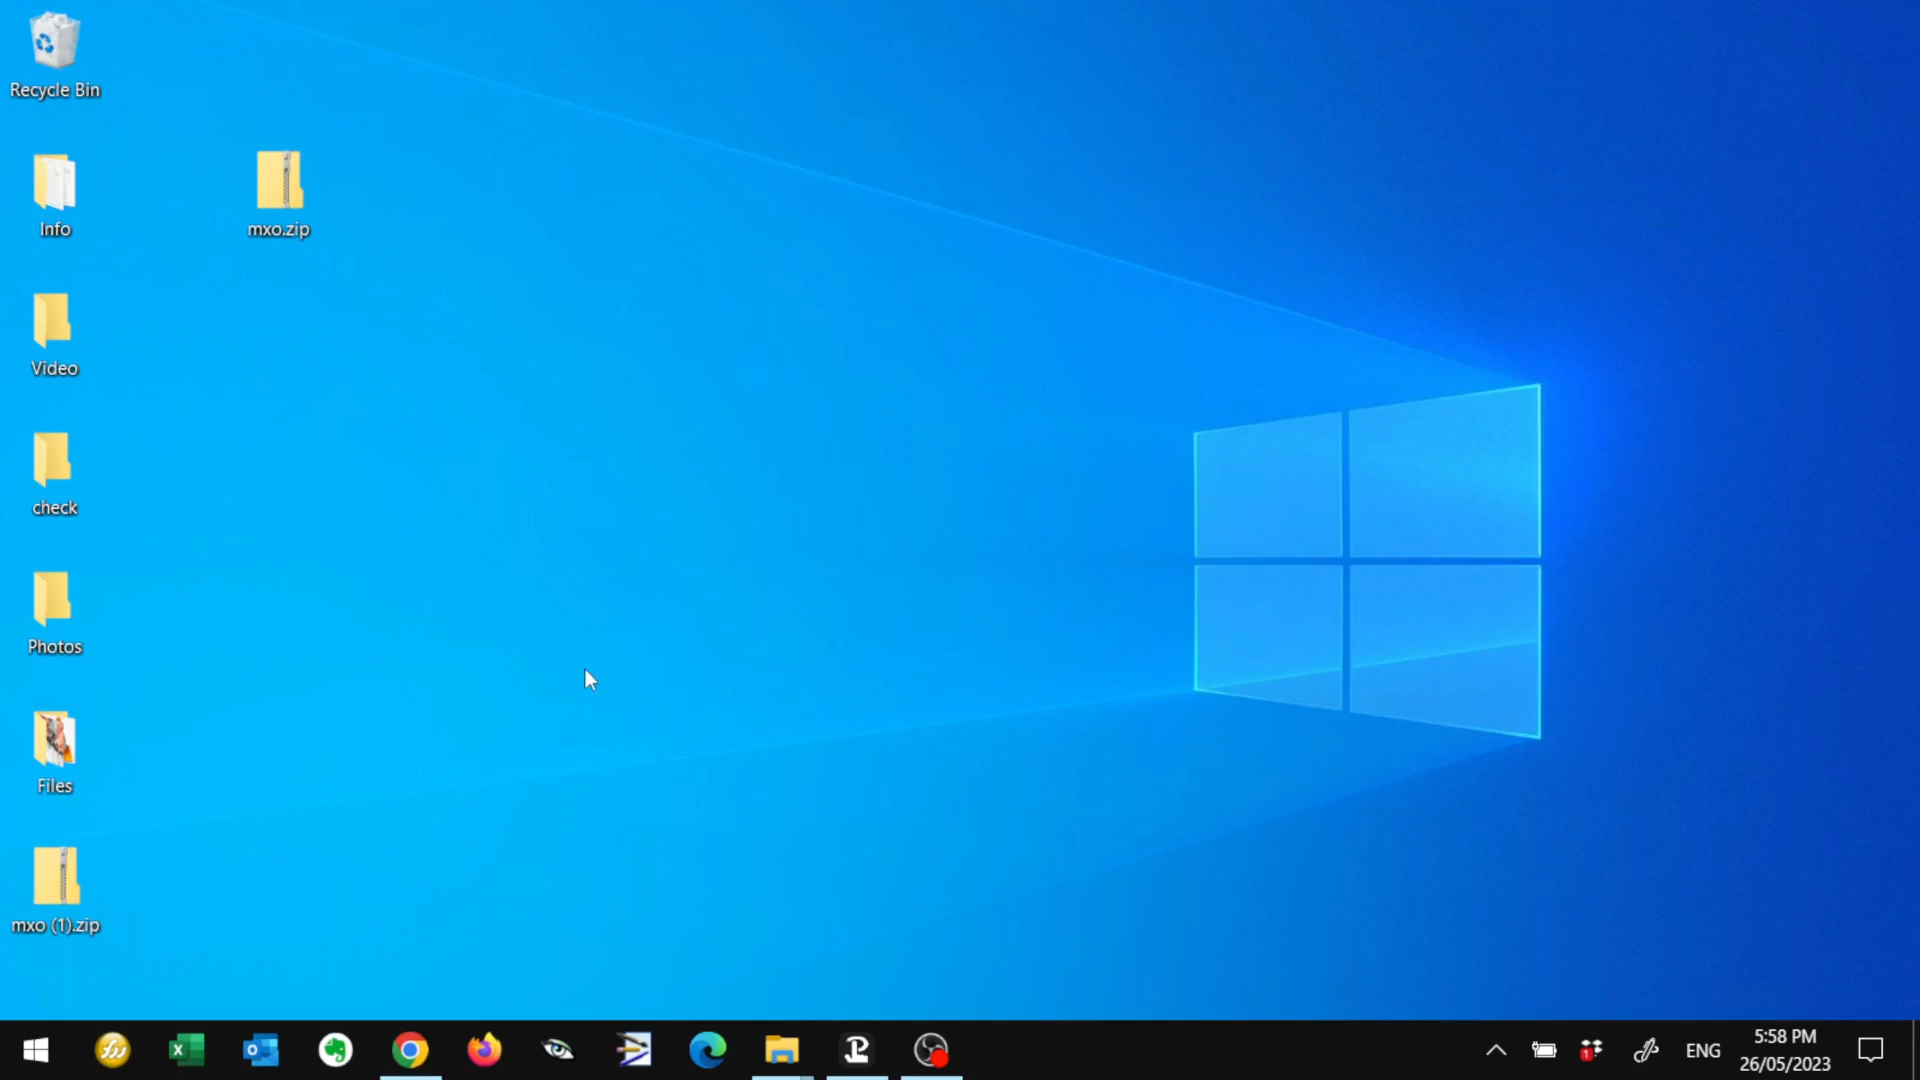 Recycle Bin
Info
mxo.zip
Video
check
Photos
Files
mxo (1).zip
ENG
5:58 PM
26/05/2023